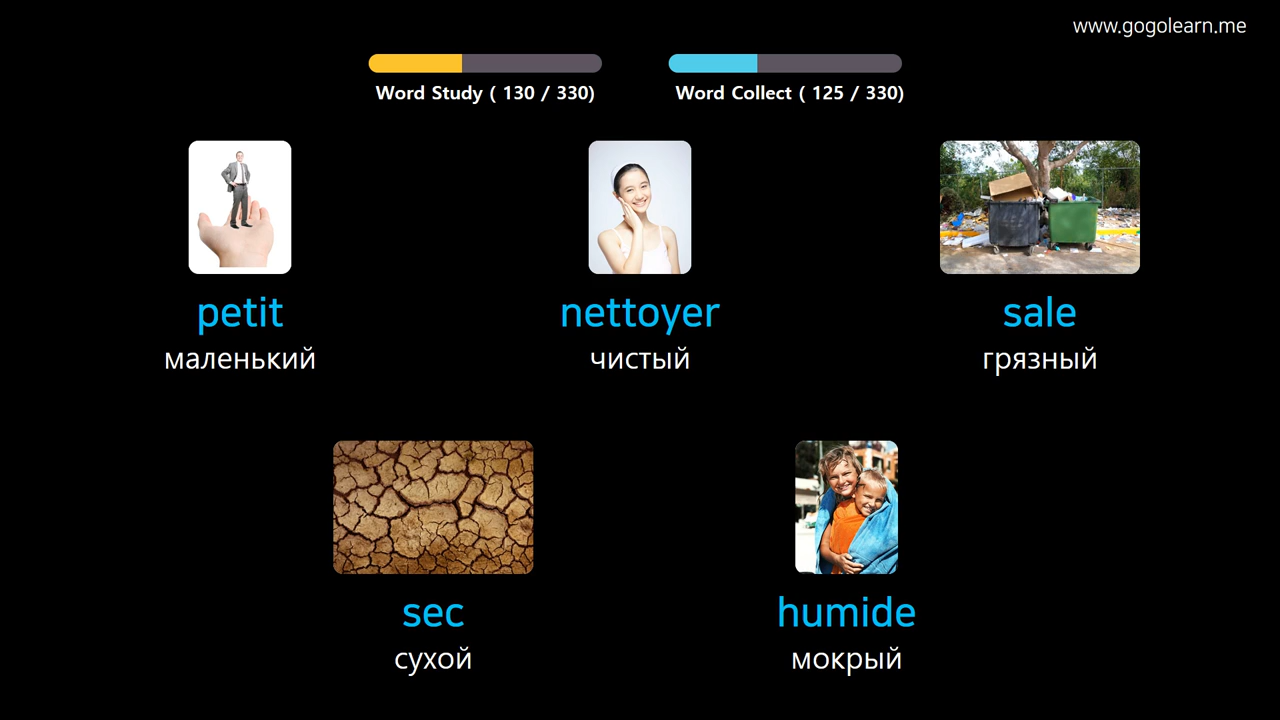 www.gogolearn.me
Word Study ( 130 / 330)
Word Collect ( 125 / 330)
petit
маленький
nettoyer
чистый
sale
грязный
sec
сухой
humide
мокрый